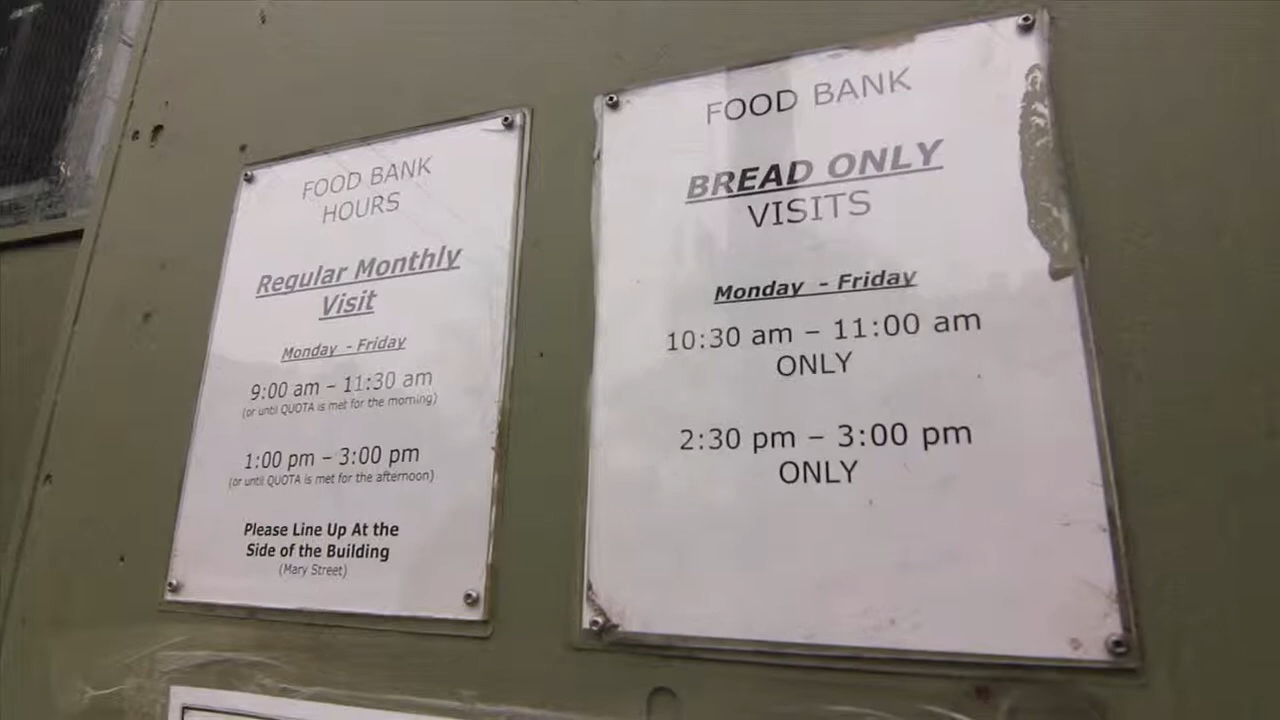 FOOD BANK
HOURS
Regular Monthly
Visit
Monday - Friday
9:00 am – 11:30 am
(or until QUOTA is met for the morning)
1:00 pm – 3:00 pm
(or until QUOTA is met for the afternoon)
Please Line Up At the
Side of the Building
(Mary Street)
FOOD BANK
BREAD ONLY
VISITS
Monday - Friday
10:30 am – 11:00 am
ONLY
2:30 pm – 3:00 pm
ONLY